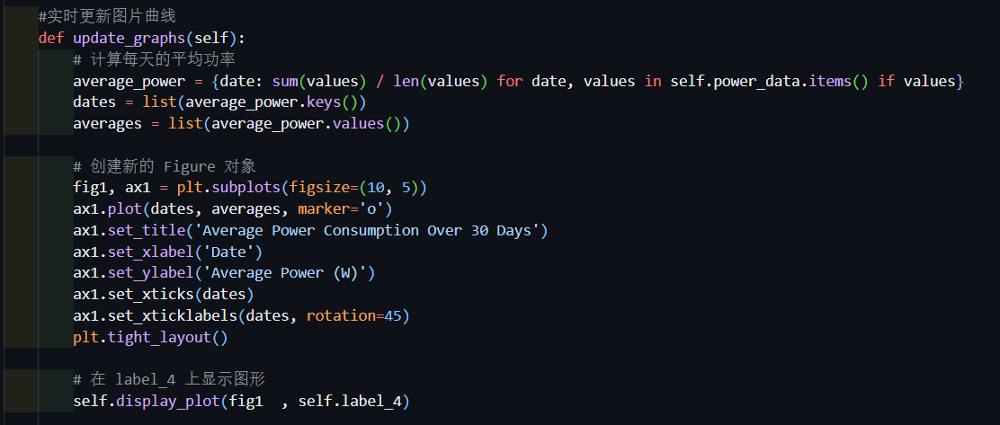 #实时更新图片曲线
def update_graphs(self):
# 计算每天的平均功率
average_power = {date: sum(values) / len(values) for date, values in self.power_data.items() if values}
dates = list(average_power.keys())
averages = list(average_power.values())
# 创建新的 Figure 对象
fig1, ax1 = plt.subplots(figsize=(10, 5))
ax1.plot(dates, averages, marker='o')
ax1.set_title('Average Power Consumption Over 30 Days')
ax1.set_xlabel('Date')
ax1.set_ylabel('Average Power (W)')
ax1.set_xticks(dates)
ax1.set_xticklabels(dates, rotation=45)
plt.tight_layout()
# 在 label_4 上显示图形
self.display_plot(fig1  , self.label_4)